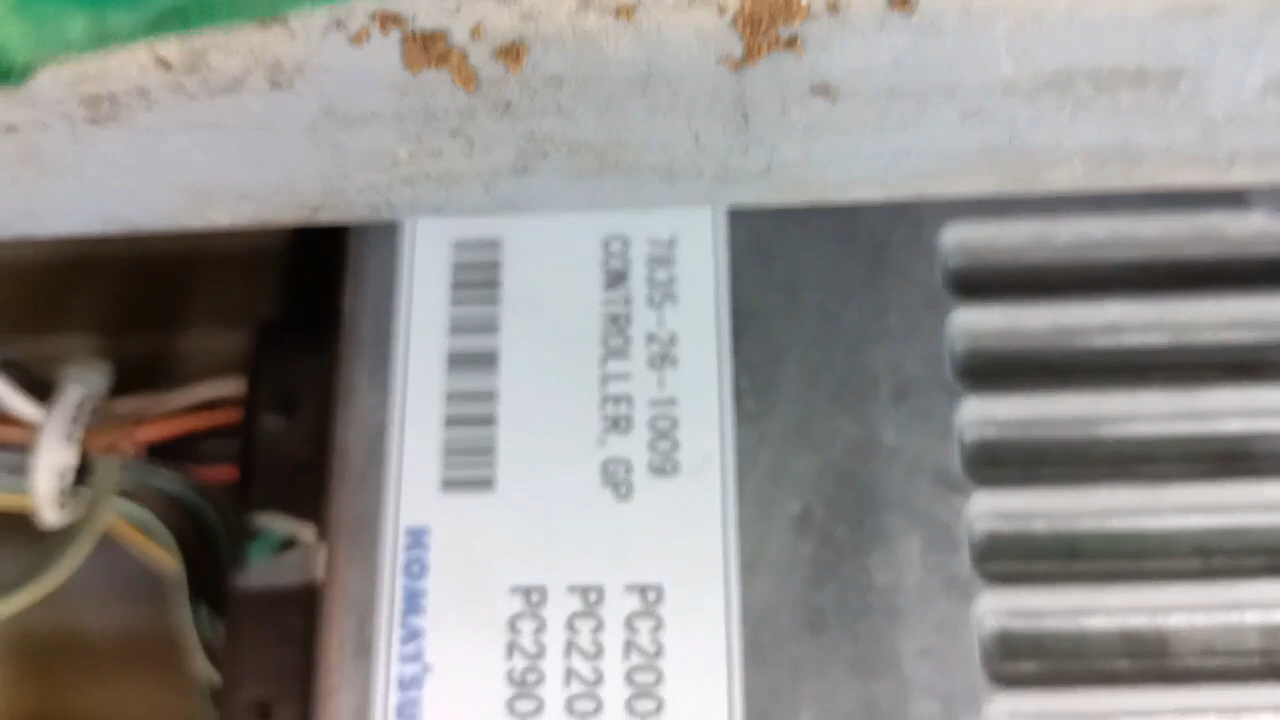 7835-26-1009
CONTROLLER, GP
PC200-
PC220-
PC290
KOMATSU